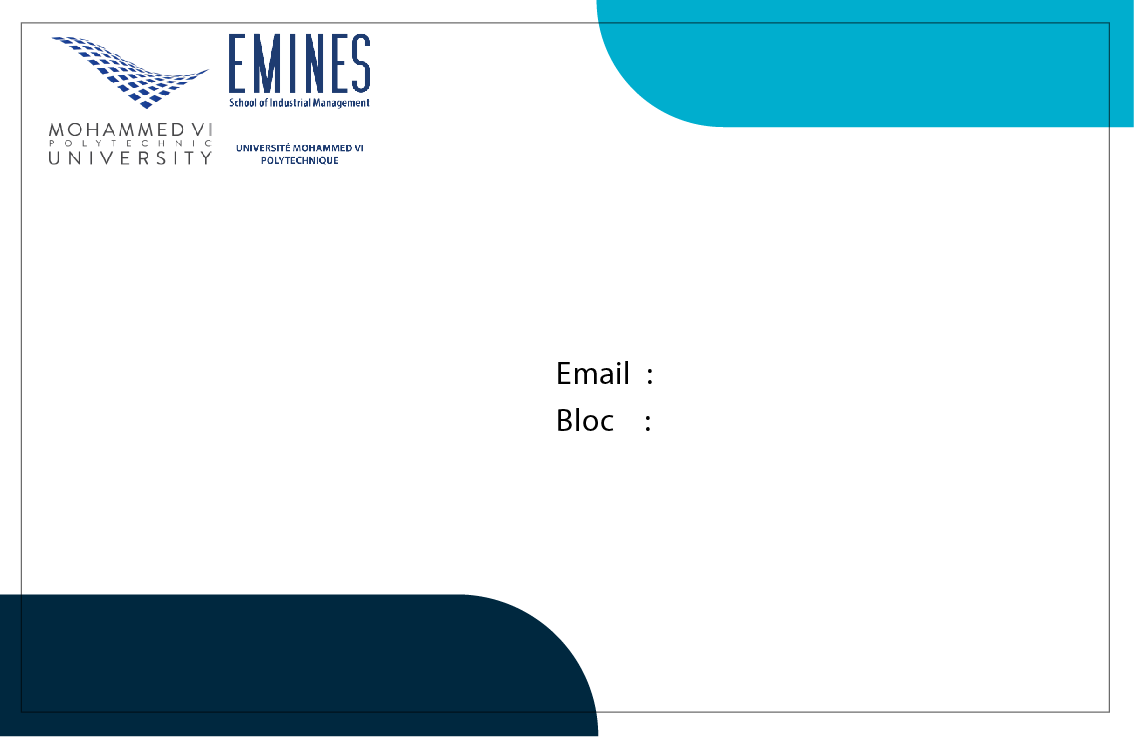 EMINES
School of Industrial Management
MOHAMMED VI
POLYTECHNIC
UNIVERSITY
UNIVERSITÉ MOHAMMED VI
POLYTECHNIQUE
Email :
Bloc :